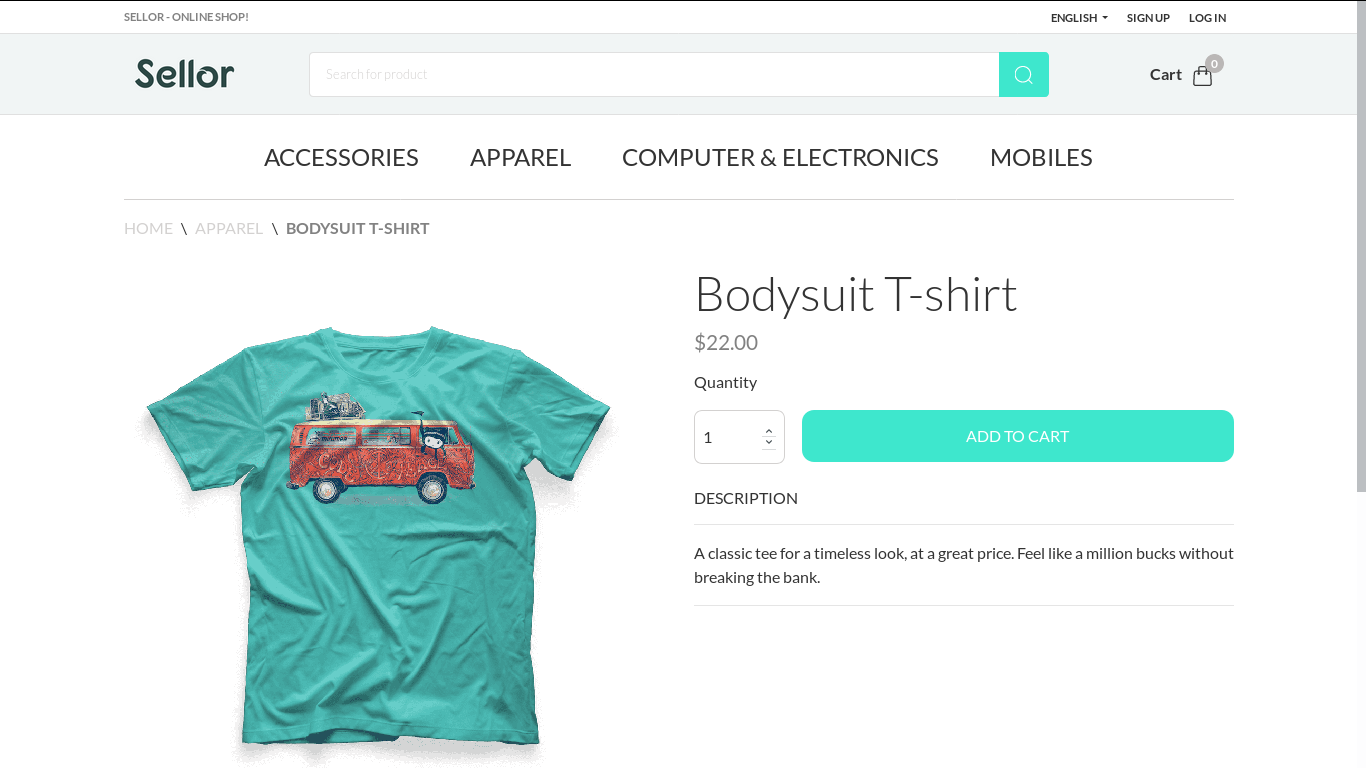 SELLOR - ONLINE SHOP!
ENGLISH
SIGN UP
LOG IN
Sellor
Search for product
Cart
0
ACCESSORIES
APPAREL
COMPUTER & ELECTRONICS
MOBILES
HOME \ APPAREL \ BODYSUIT T-SHIRT
Bodysuit T-shirt
$22.00
Quantity
1
ADD TO CART
DESCRIPTION
A classic tee for a timeless look, at a great price. Feel like a million bucks without
breaking the bank.